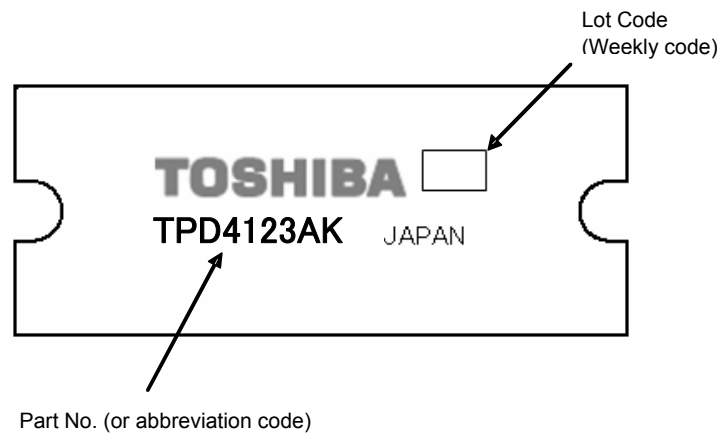 Lot Code
(Weekly code)
TOSHIBA
TPD4123AK JAPAN
Part No. (or abbreviation code)